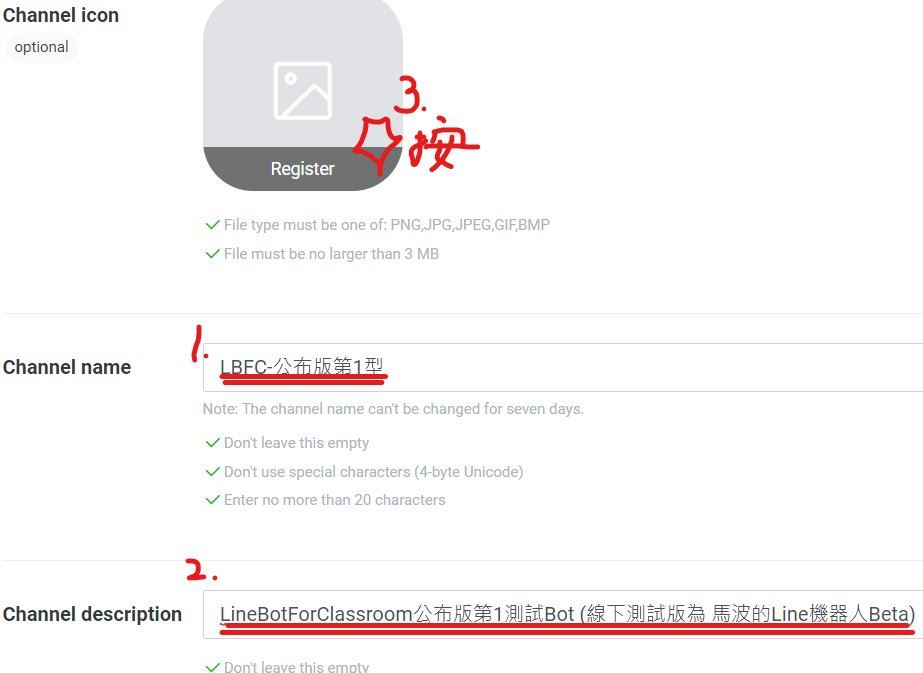 Channel icon
optional
3.
按
Register
File type must be one of: PNG,JPG,JPEG,GIF,BMP
File must be no larger than 3 MB
1.
Channel name
LBFC-公布版第1型
Note: The channel name can't be changed for seven days.
Don't leave this empty
Don't use special characters (4-byte Unicode)
Enter no more than 20 characters
2.
Channel description
LineBotForClassroom公布版第1測試Bot (線下測試版為 馬波的Line機器人Beta)
Don't leave this empty